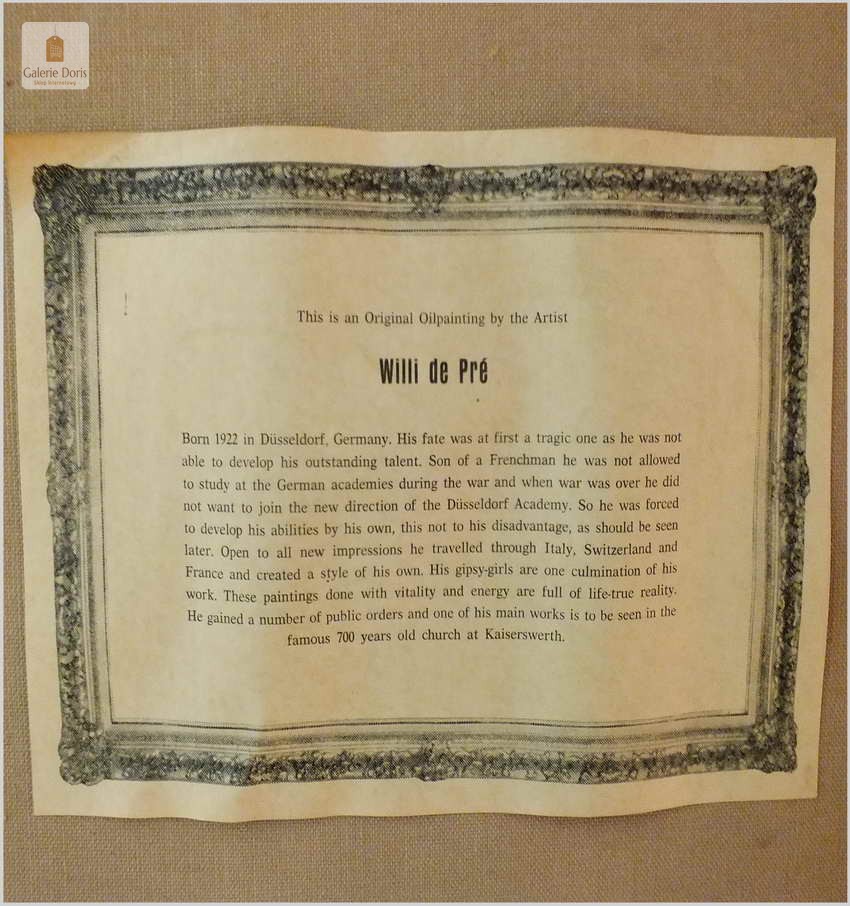 Galerie Doris
This is an Original Oilpainting by the Artist
Willi de Pré
Born 1922 in Düsseldorf, Germany. His fate was at first a tragic one as he was not
able to develop his outstanding talent. Son of a Frenchman he was not allowed
to study at the German academies during the war and when war was over he did
not want to join the new direction of the Düsseldorf Academy. So he was forced
to develop his abilities by his own, this not to his disadvantage, as should be seen
later. Open to all new impressions he travelled through Italy, Switzerland and
France and created a style of his own. His gipsy-girls are one culmination of his
work. These paintings done with vitality and energy are full of life-true reality.
He gained a number of public orders and one of his main works is to be seen in the
famous 700 years old church at Kaiserswerth.